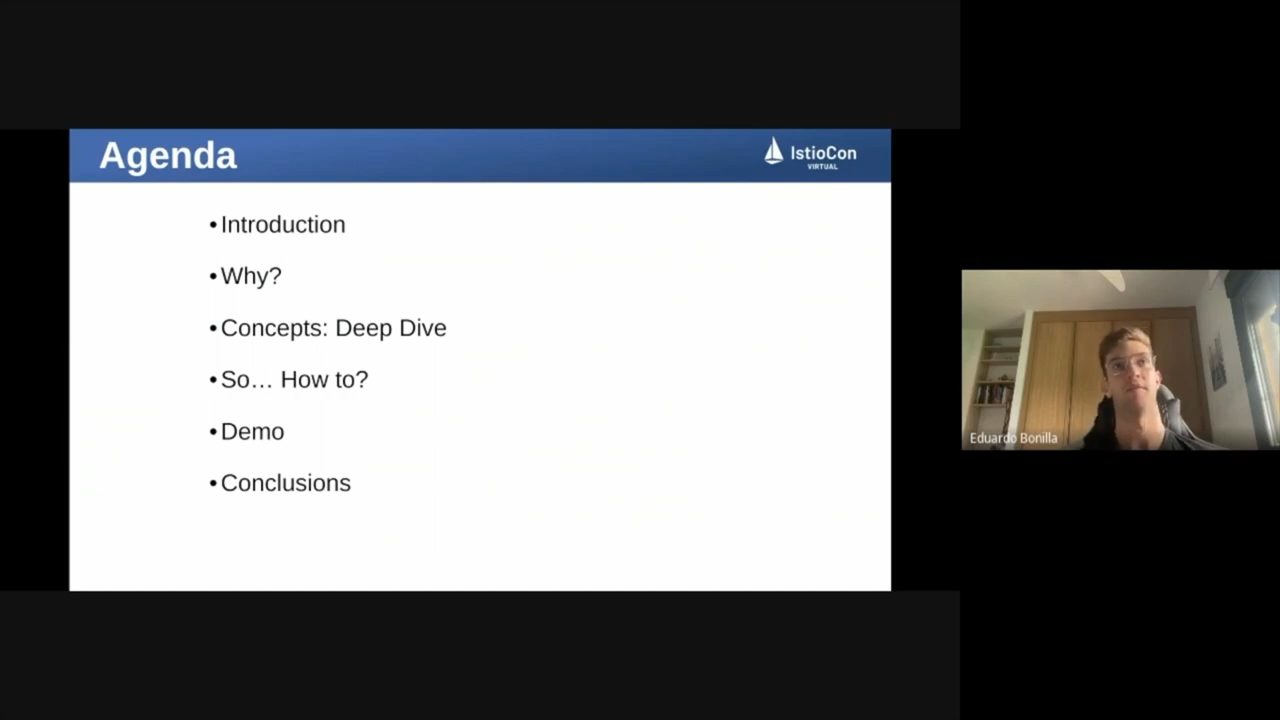 Agenda
IstioCon
VIRTUAL
•Introduction
•Why?
•Concepts: Deep Dive
•So… How to?
•Demo
•Conclusions
Eduardo Bonilla